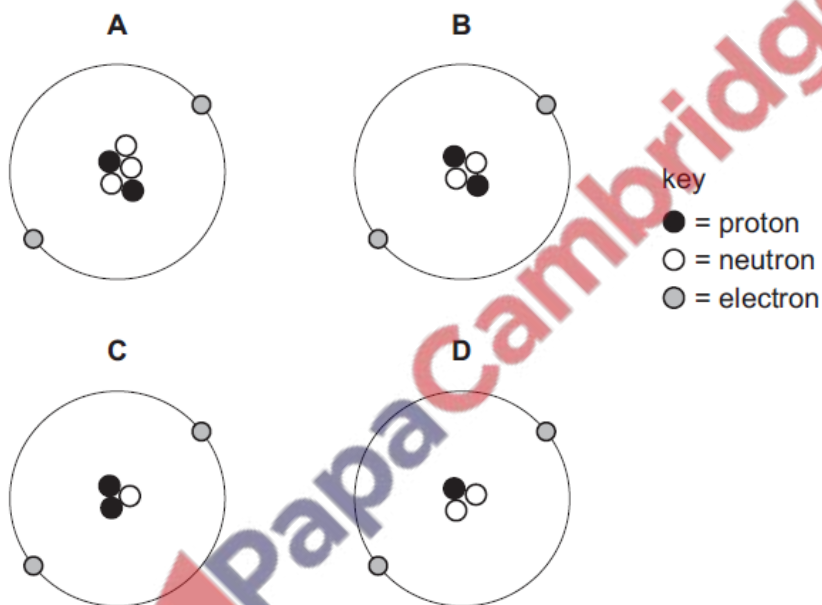 A
B
key
= proton
= neutron
= electron
C
D
PapaCambridge